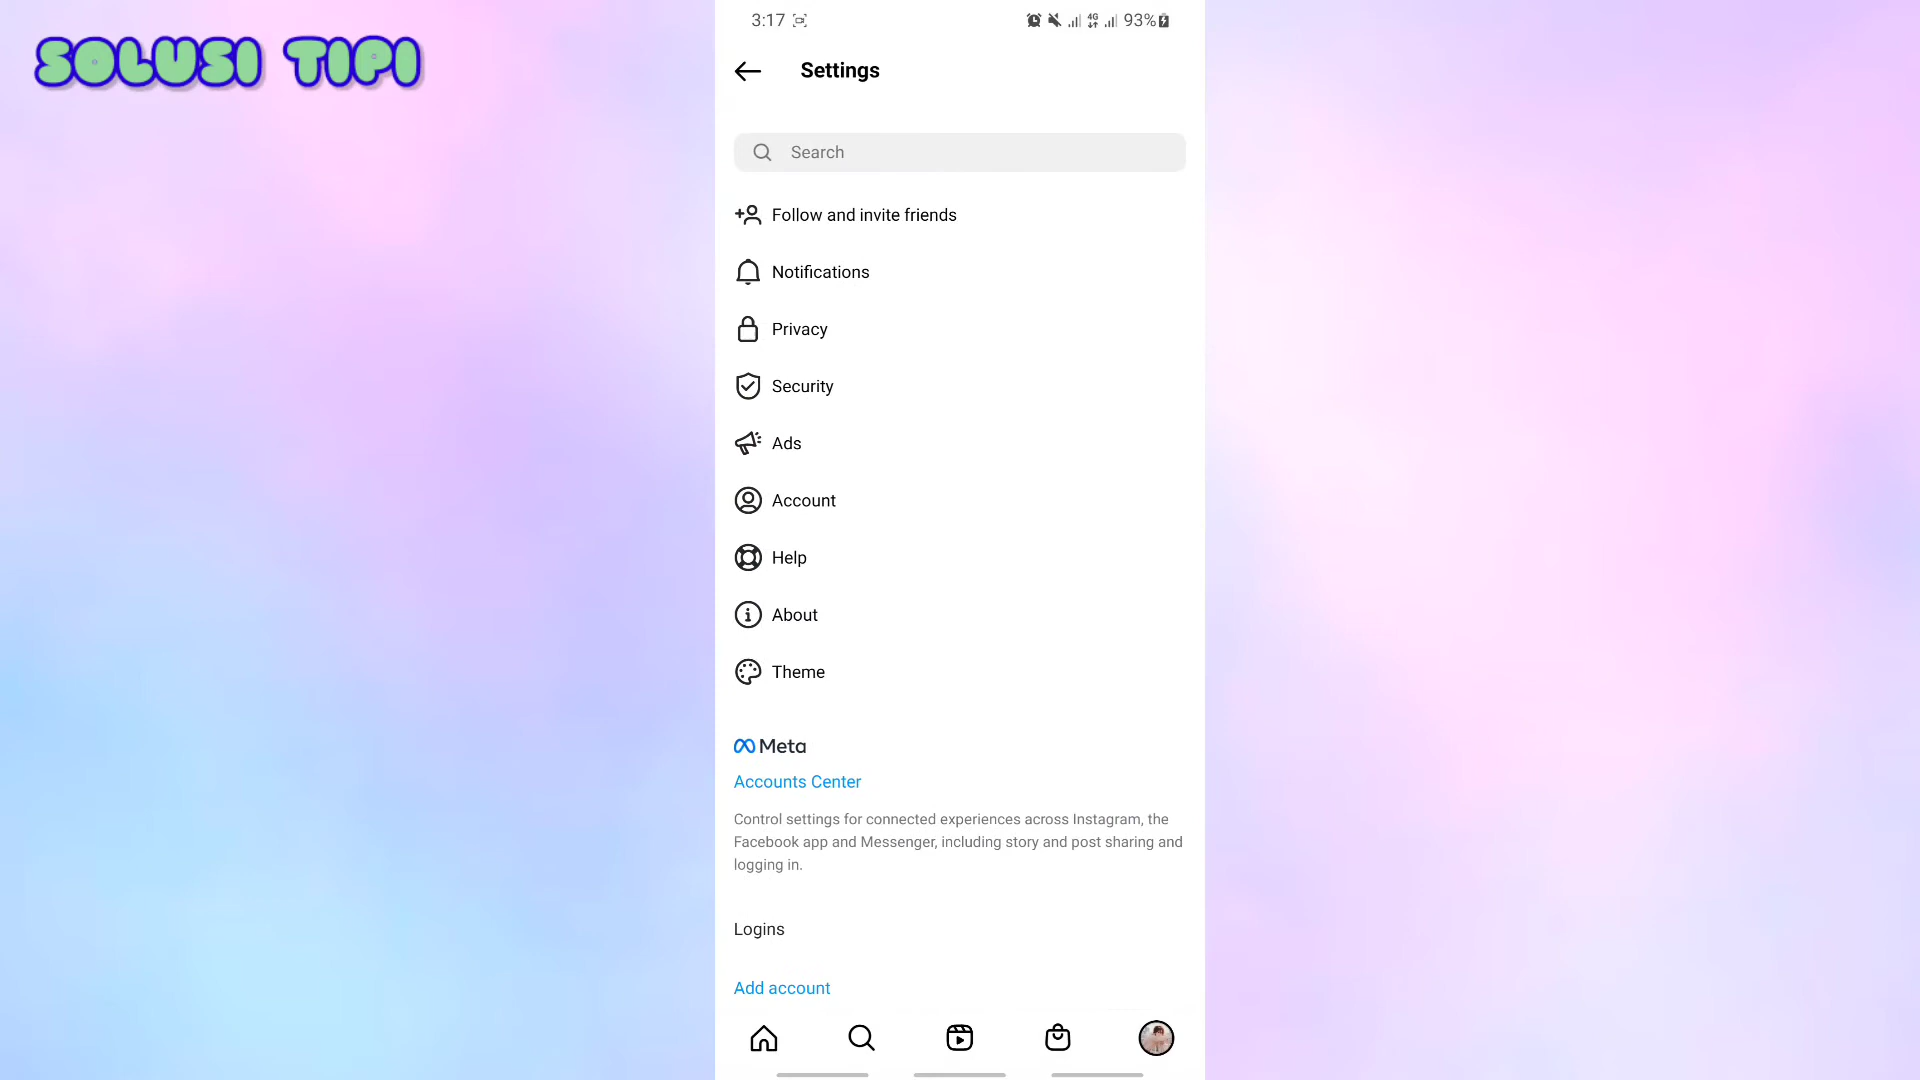 SOLUSI TIPI
3:17
4G
93%
Settings
Search
Follow and invite friends
Notifications
Privacy
Security
Ads
Account
Help
About
Theme
Meta
Accounts Center
Control settings for connected experiences across Instagram, the
Facebook app and Messenger, including story and post sharing and
logging in.
Logins
Add account